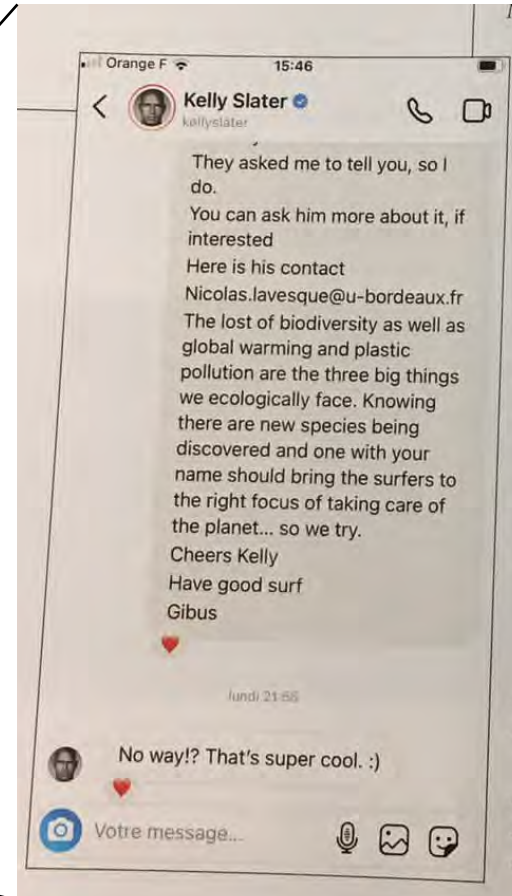 Orange F 15:46
Kelly Slater
kellyslater
They asked me to tell you, so I
do.
You can ask him more about it, if
interested
Here is his contact
Nicolas.lavesque@u-bordeaux.fr
The lost of biodiversity as well as
global warming and plastic
pollution are the three big things
we ecologically face. Knowing
there are new species being
discovered and one with your
name should bring the surfers to
the right focus of taking care of
the planet... so we try.
Cheers Kelly
Have good surf
Gibus
❤️
lundi 21:55
No way!? That's super cool. :)
❤️
Votre message...